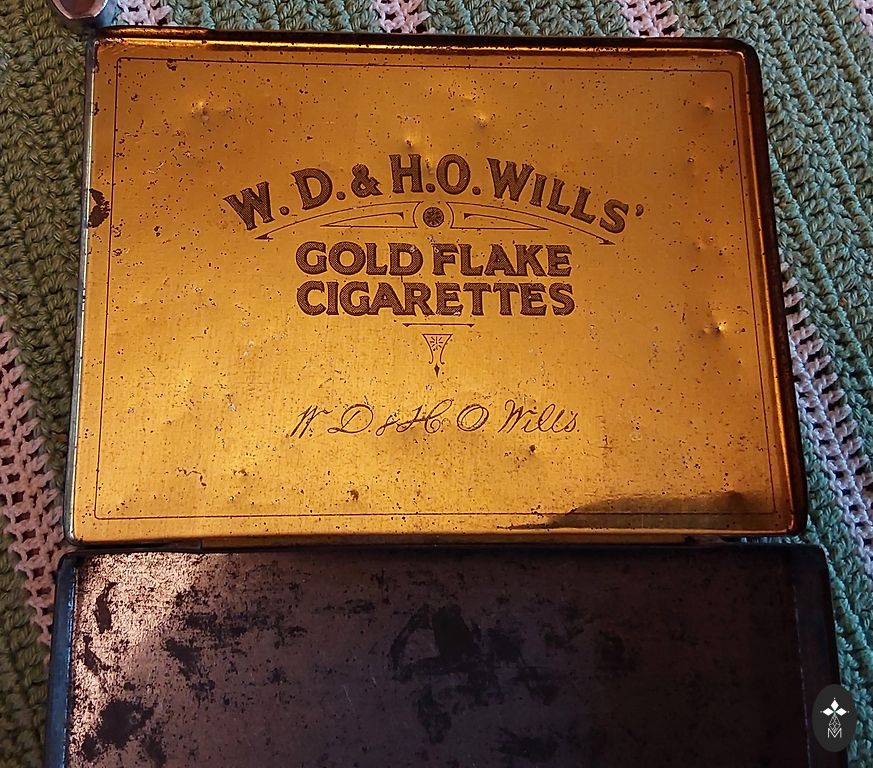 W. D. & H. O. WILLS'
GOLD FLAKE
CIGARETTES
W D & H O Wills
M